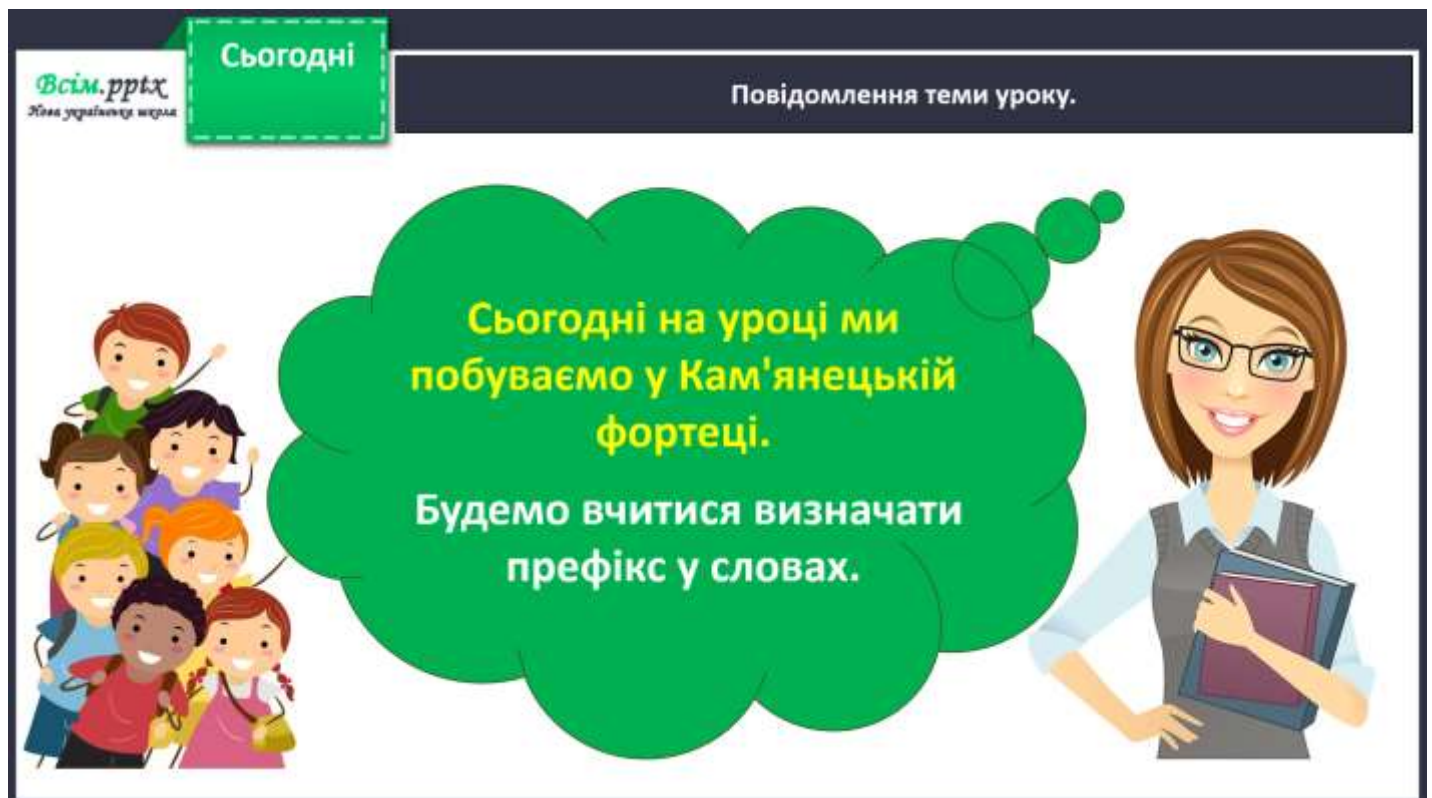 Всім.pptx
Нова українська школа
Сьогодні
Повідомлення теми уроку.
Сьогодні на уроці ми
побуваємо у Кам'янецькій
фортеці.
Будемо вчитися визначати
префікс у словах.